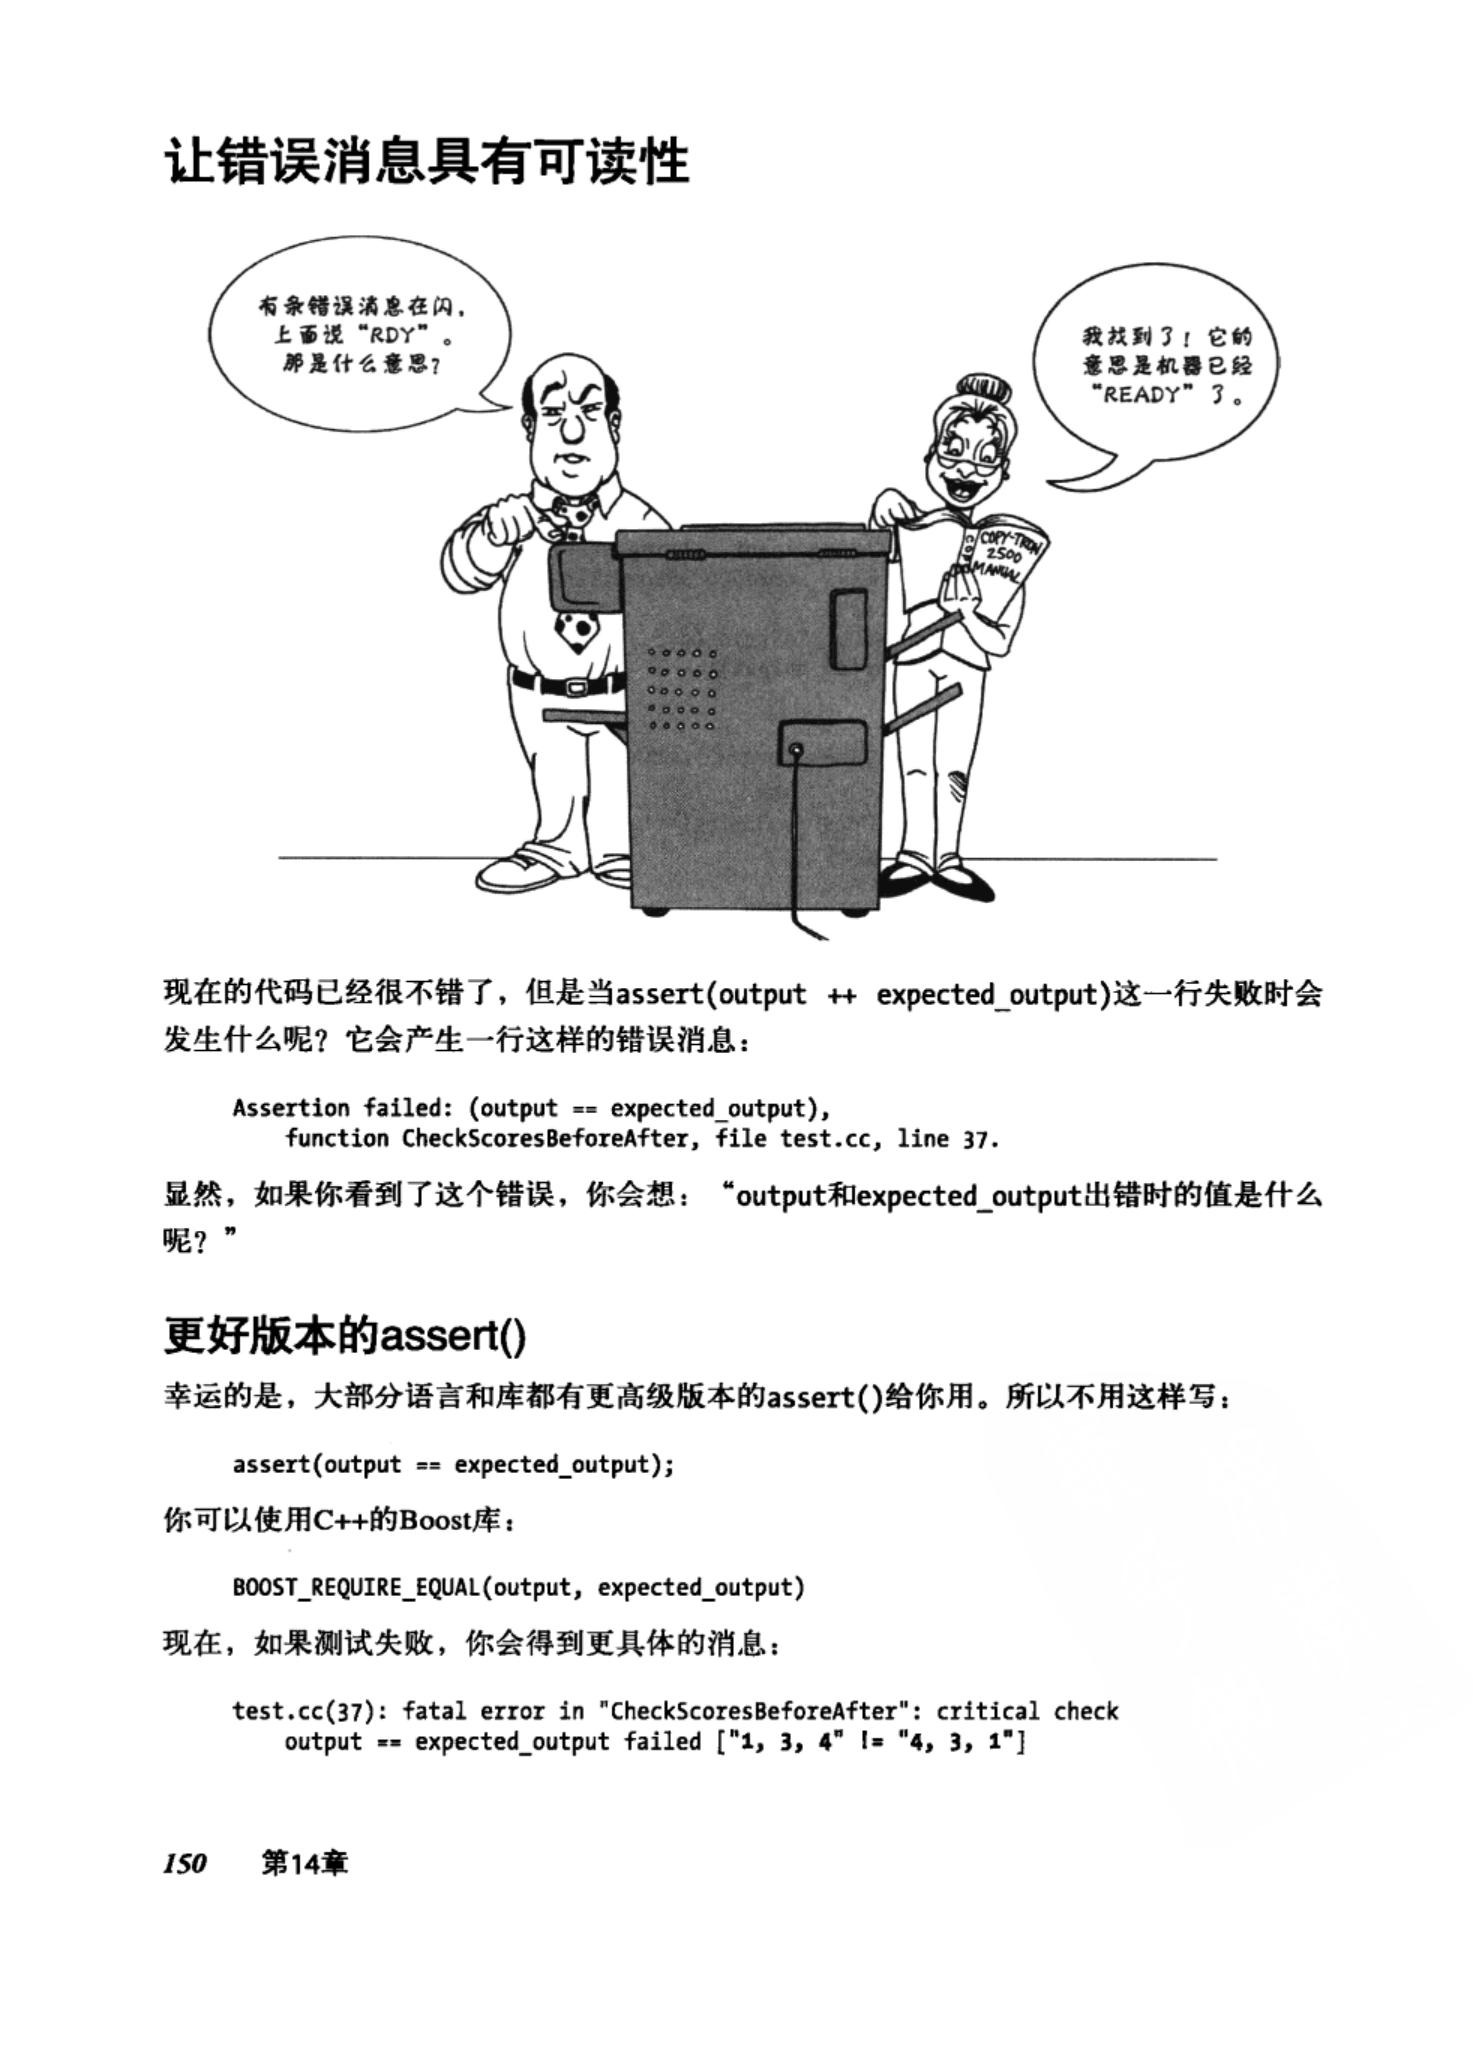 让错误消息具有可读性
有条错误消息在闪，
上面说“RDY”。
那是什么意思？
我找到了！它的
意思是机器已经
“READY”了。
COPY-TRON
2500
MANUAL
COP
现在的代码已经很不错了，但是当assert(output ++ expected_output)这一行失败时会
发生什么呢？它会产生一行这样的错误消息：
Assertion failed: (output == expected_output),
function CheckScoresBeforeAfter, file test.cc, line 37.
显然，如果你看到了这个错误，你会想：“output和expected_output出错时的值是什么
呢？”
更好版本的assert()
幸运的是，大部分语言和库都有更高级版本的assert()给你用。所以不用这样写：
assert(output == expected_output);
你可以使用C++的Boost库：
BOOST_REQUIRE_EQUAL(output, expected_output)
现在，如果测试失败，你会得到更具体的消息：
test.cc(37): fatal error in "CheckScoresBeforeAfter": critical check
output == expected_output failed ["1, 3, 4" != "4, 3, 1"]
150 第14章